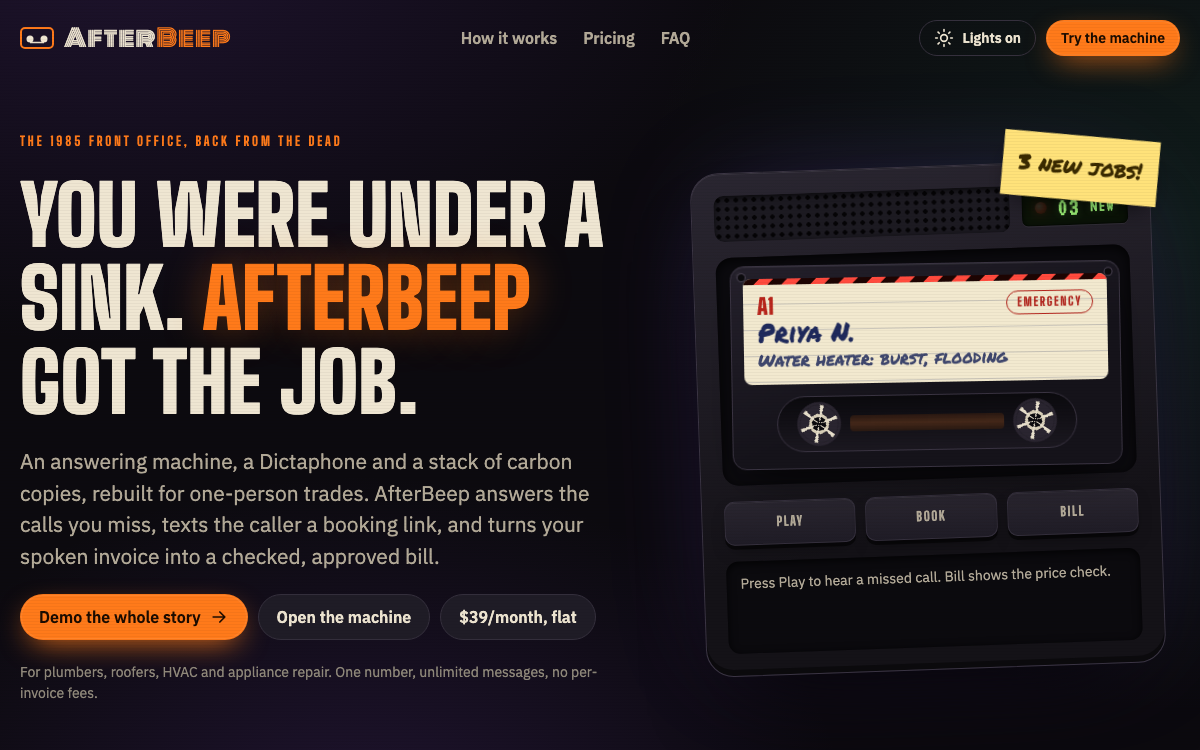 AFTERBEEP
How it works
Pricing
FAQ
Lights on
Try the machine
THE 1985 FRONT OFFICE, BACK FROM THE DEAD
YOU WERE UNDER A
SINK. AFTERBEEP
GOT THE JOB.
An answering machine, a Dictaphone and a stack of carbon
copies, rebuilt for one-person trades. AfterBeep answers the
calls you miss, texts the caller a booking link, and turns your
spoken invoice into a checked, approved bill.
Demo the whole story →
Open the machine
$39/month, flat
For plumbers, roofers, HVAC and appliance repair. One number, unlimited messages, no per-
invoice fees.
3 NEW JOBS!
03 NEW
A1
EMERGENCY
PRIYA N.
WATER HEATER: BURST, FLOODING
PLAY
BOOK
BILL
Press Play to hear a missed call. Bill shows the price check.